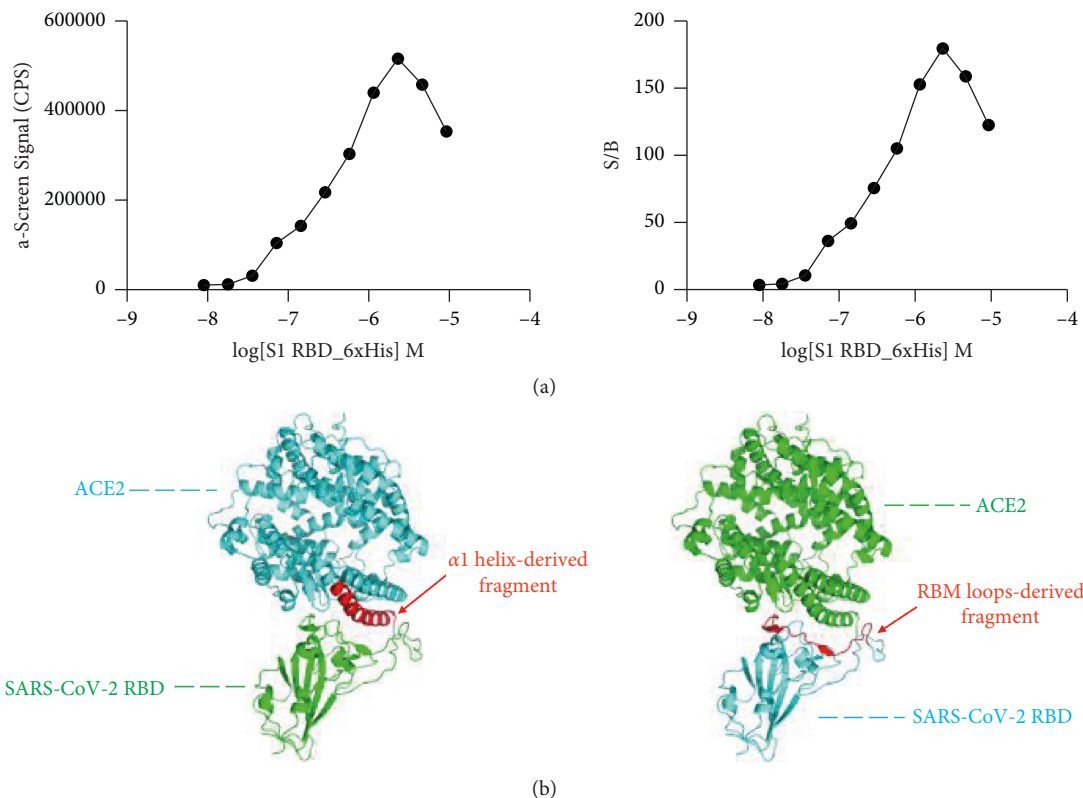 600000
400000
200000
0
a-Screen Signal (CPS)
–9
–8
–7
–6
–5
–4
log[S1 RBD_6xHis] M
200
150
100
50
0
S/B
–9
–8
–7
–6
–5
–4
log[S1 RBD_6xHis] M
(a)
ACE2
α1 helix-derived
fragment
SARS-CoV-2 RBD
ACE2
RBM loops-derived
fragment
SARS-CoV-2 RBD
(b)